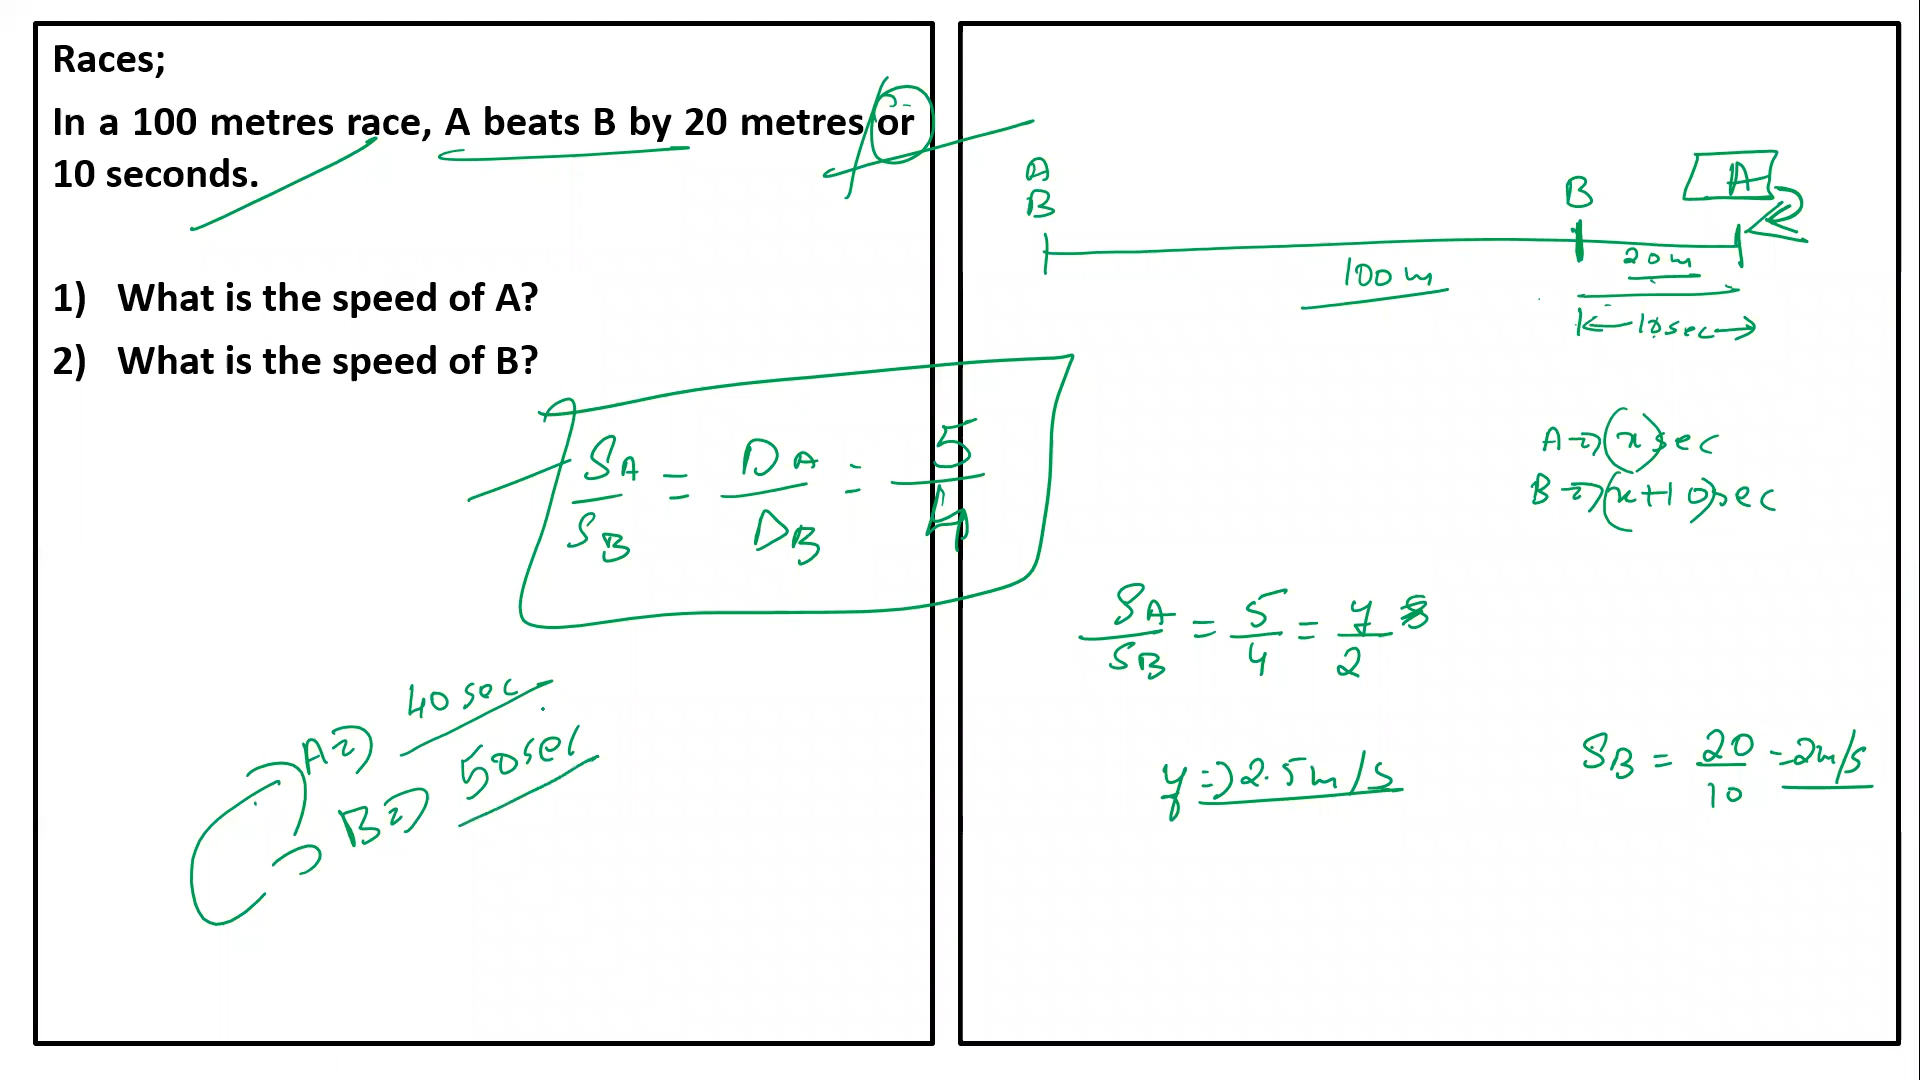 Races;
In a 100 metres race, A beats B by 20 metres or
10 seconds.
1) What is the speed of A?
2) What is the speed of B?
SA/SB = DA/DB = 5/4
A⇒ 40 sec
B⇒ 50 sec
A
B
B
A
100 m
20 m
10 sec
A⇒(x)sec
B⇒(x+10)sec
SA/SB = 5/4 = y/2
y⇒2.5m/s
SB = 20/10 = 2m/s